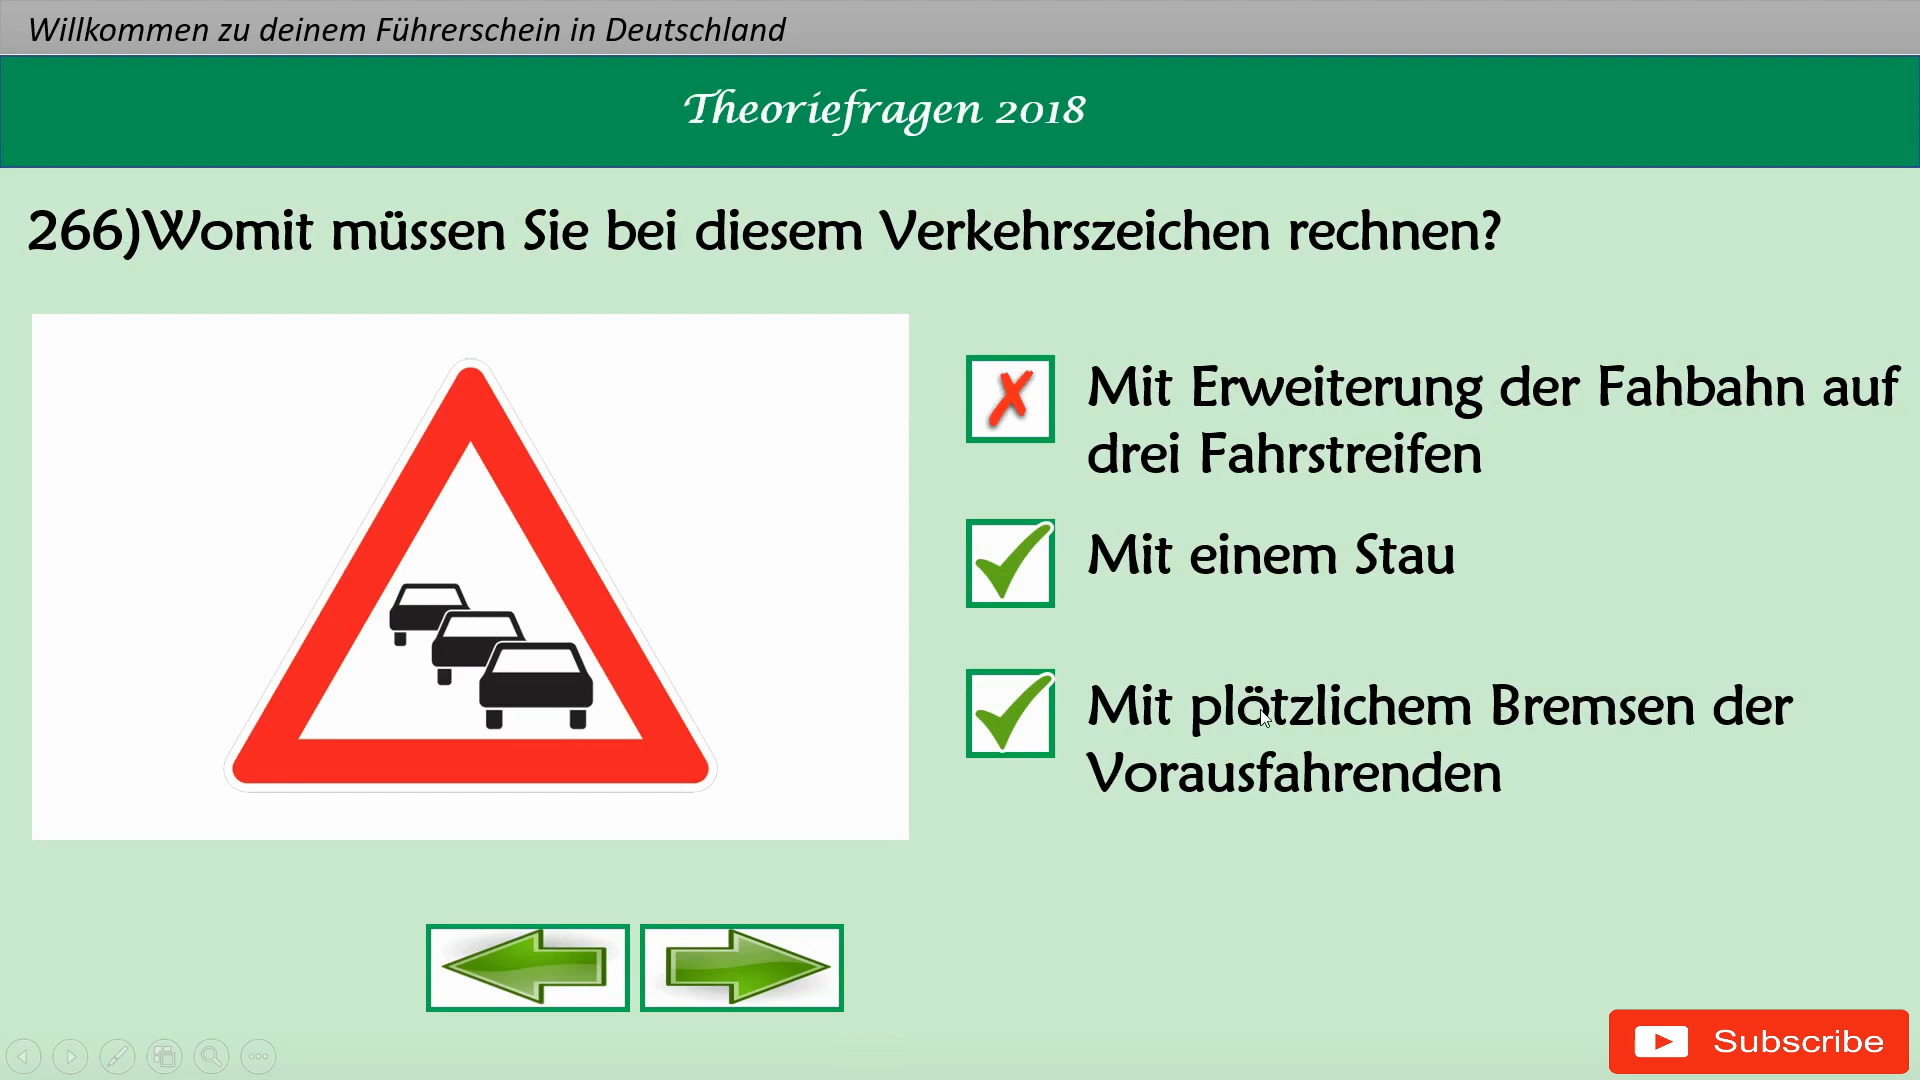 Willkommen zu deinem Führerschein in Deutschland
Theoriefragen 2018
266)Womit müssen Sie bei diesem Verkehrszeichen rechnen?
Mit Erweiterung der Fahbahn auf
drei Fahrstreifen
Mit einem Stau
Mit plötzlichem Bremsen der
Vorausfahrenden
Subscribe